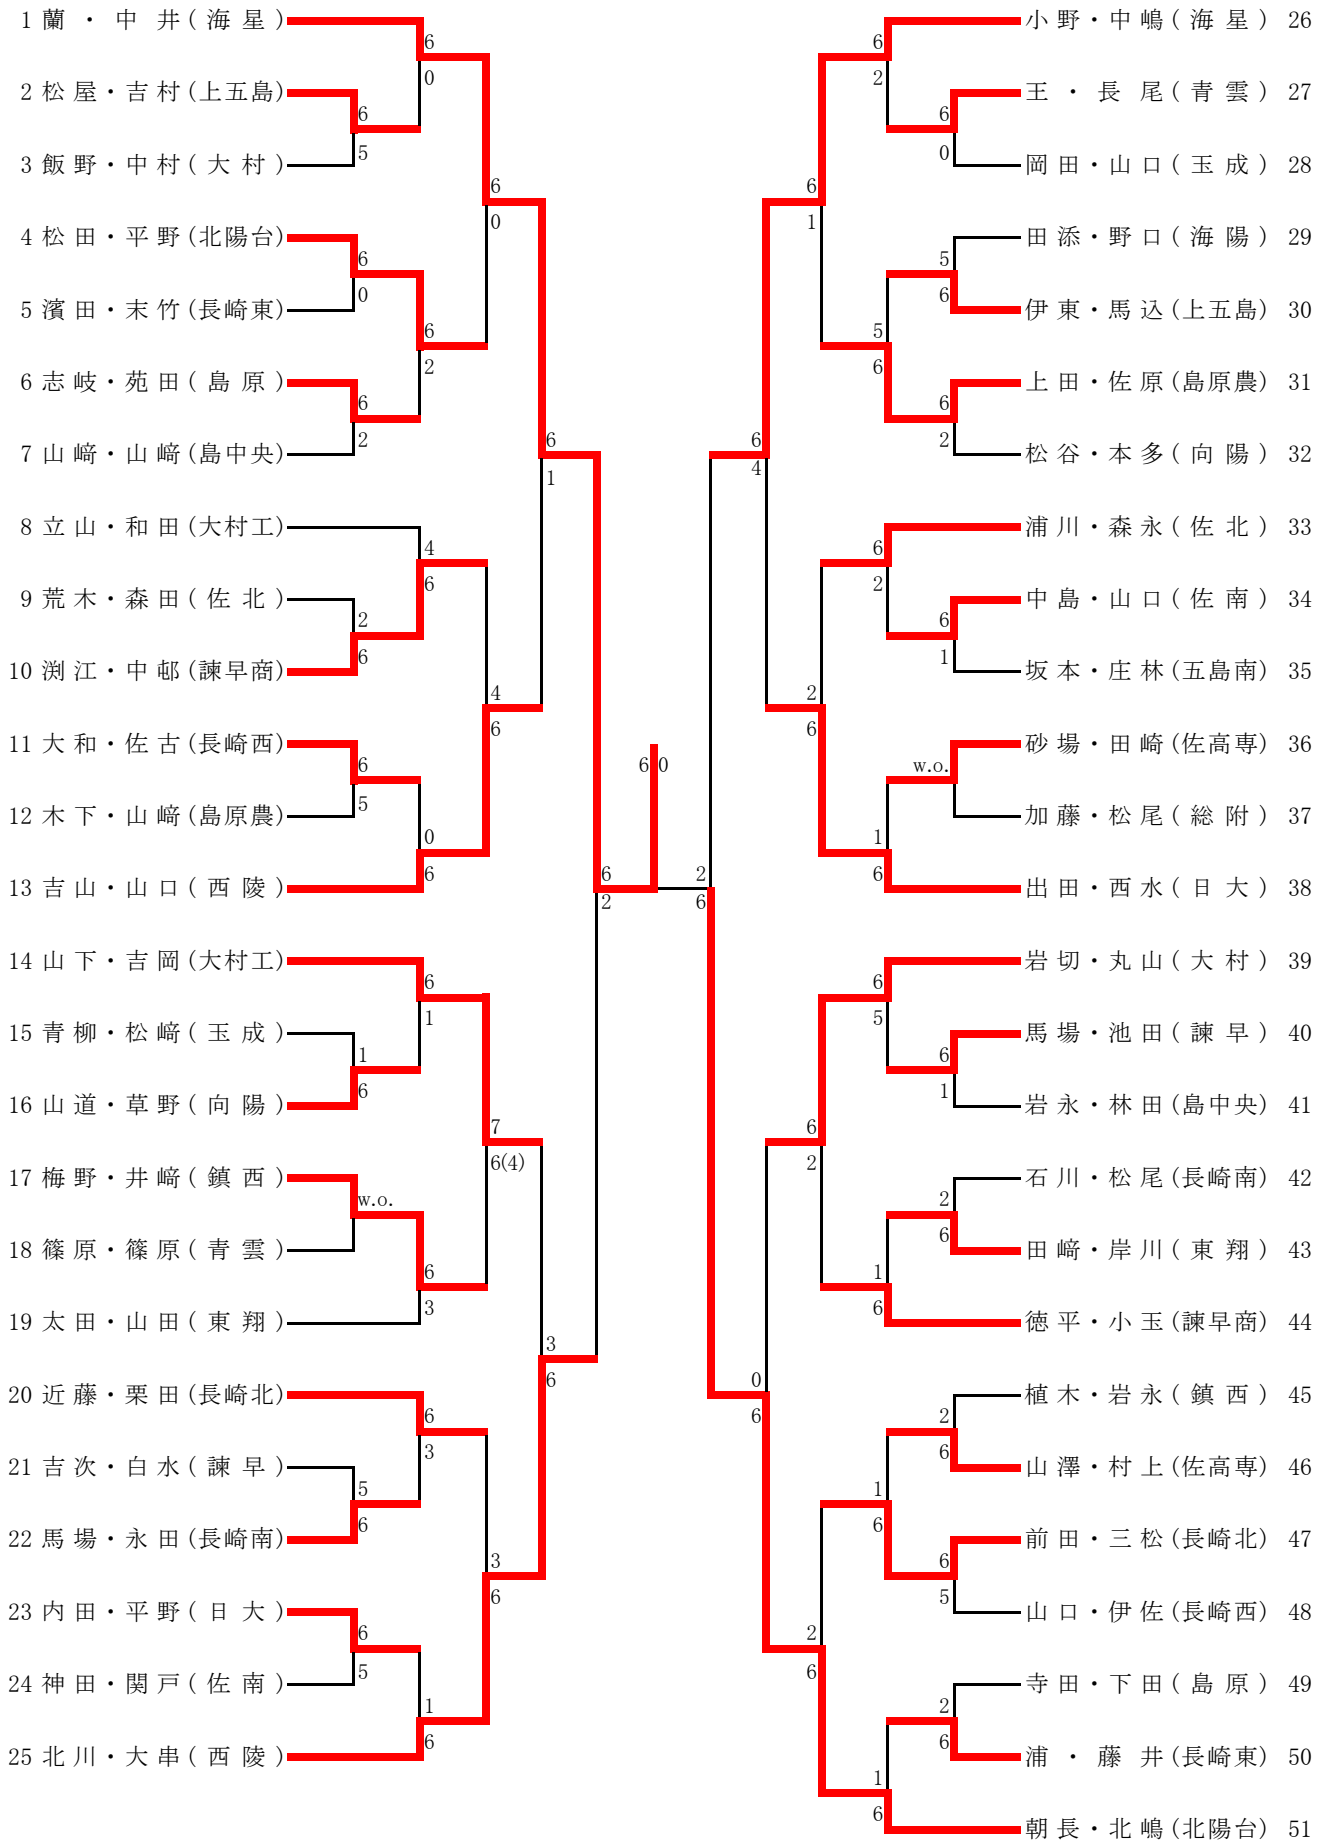 1 蘭・中井(海星)
2 松屋・吉村(上五島)
3 飯野・中村(大村)
4 松田・平野(北陽台)
5 濱田・末竹(長崎東)
6 志岐・苑田(島原)
7 山﨑・山﨑(島中央)
8 立山・和田(大村工)
9 荒木・森田(佐北)
10 渕江・中邨(諫早商)
11 大和・佐古(長崎西)
12 木下・山﨑(島原農)
13 吉山・山口(西陵)
14 山下・吉岡(大村工)
15 青柳・松﨑(玉成)
16 山道・草野(向陽)
17 梅野・井﨑(鎮西)
18 篠原・篠原(青雲)
19 太田・山田(東翔)
20 近藤・栗田(長崎北)
21 吉次・白水(諫早)
22 馬場・永田(長崎南)
23 内田・平野(日大)
24 神田・関戸(佐南)
25 北川・大串(西陵)
6
5
6
0
6
2
2
6
6
5
1
6
w.o.
5
6
6
5
6
0
6
2
4
6
0
6
6
1
6
3
6
3
1
6
6
0
4
6
7
6(4)
3
6
6
1
3
6
6
2
6 0
2
6
6
4
0
6
6
1
2
6
6
2
2
6
6
2
5
6
6
2
1
6
6
5
1
6
1
6
1
6
6
0
5
6
6
2
6
1
w.o.
6
1
2
6
2
6
6
5
2
6
小野・中嶋(海星) 26
王・長尾(青雲) 27
岡田・山口(玉成) 28
田添・野口(海陽) 29
伊東・馬込(上五島) 30
上田・佐原(島原農) 31
松谷・本多(向陽) 32
浦川・森永(佐北) 33
中島・山口(佐南) 34
坂本・庄林(五島南) 35
砂場・田崎(佐高専) 36
加藤・松尾(総附) 37
出田・西水(日大) 38
岩切・丸山(大村) 39
馬場・池田(諫早) 40
岩永・林田(島中央) 41
石川・松尾(長崎南) 42
田﨑・岸川(東翔) 43
徳平・小玉(諫早商) 44
植木・岩永(鎮西) 45
山澤・村上(佐高専) 46
前田・三松(長崎北) 47
山口・伊佐(長崎西) 48
寺田・下田(島原) 49
浦・藤井(長崎東) 50
朝長・北嶋(北陽台) 51